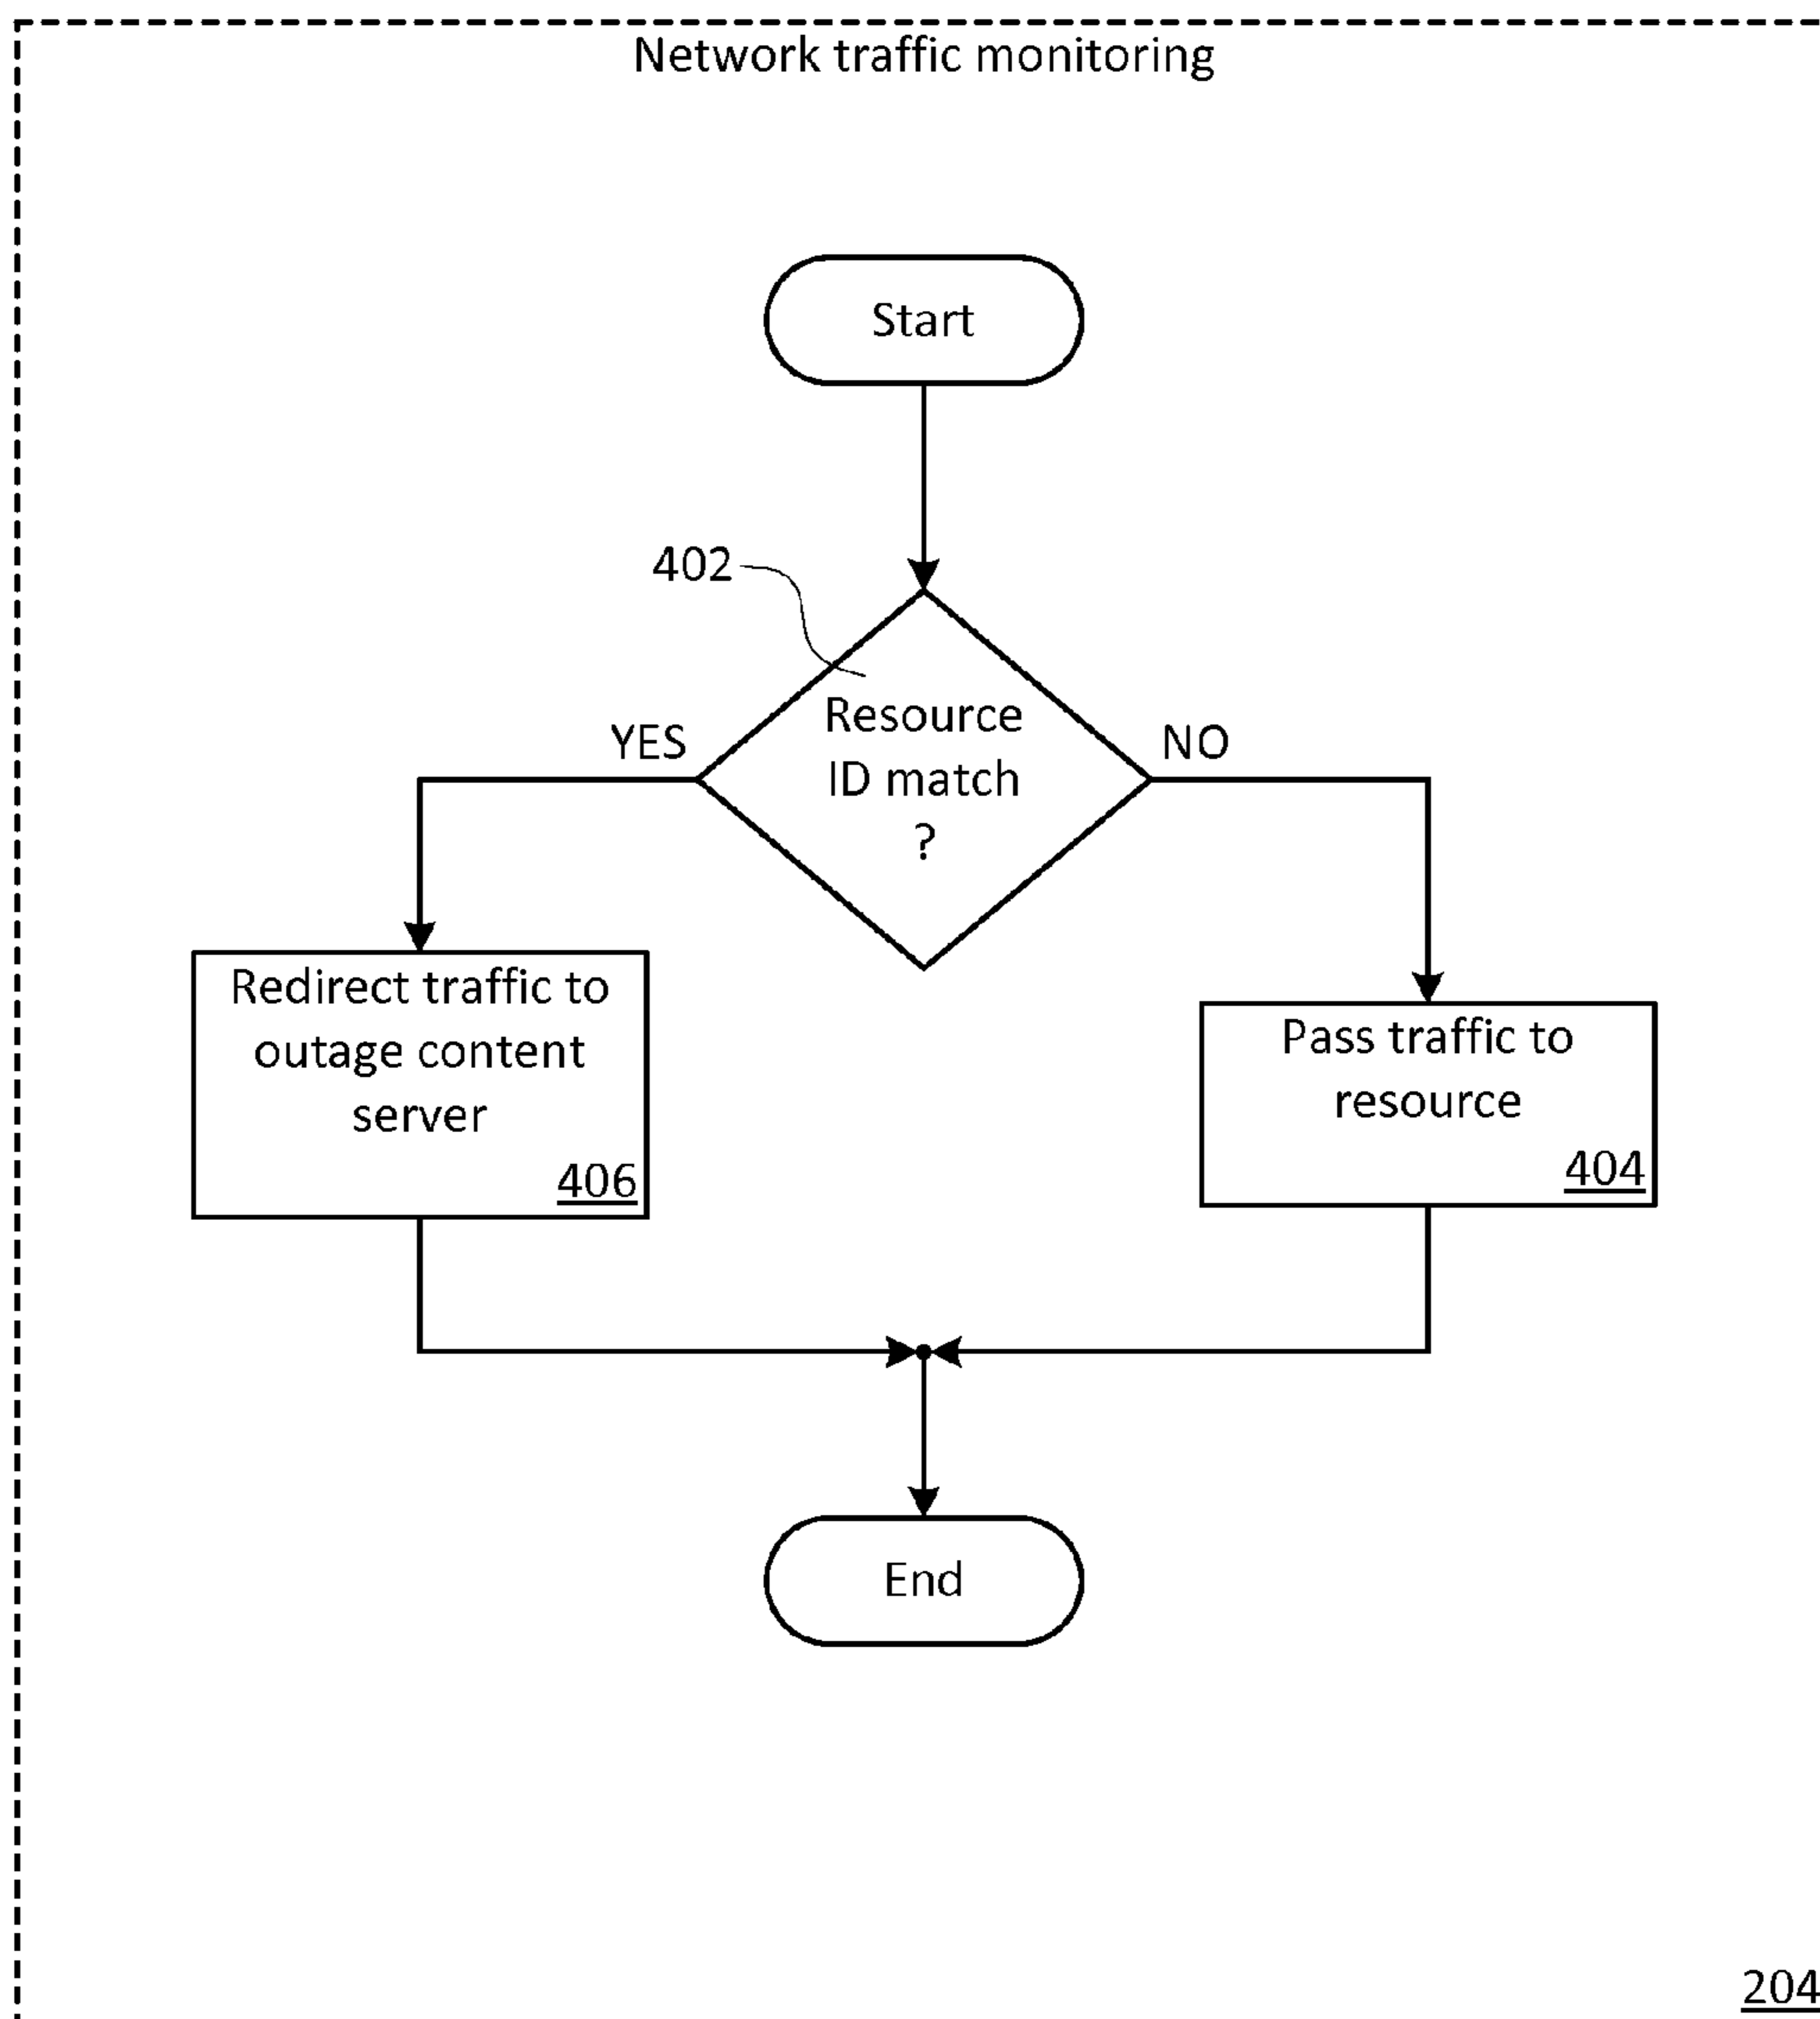 Network traffic monitoring
Start
402
Resource
ID match
?
YES
NO
Redirect traffic to
outage content
server
406
Pass traffic to
resource
404
End
204